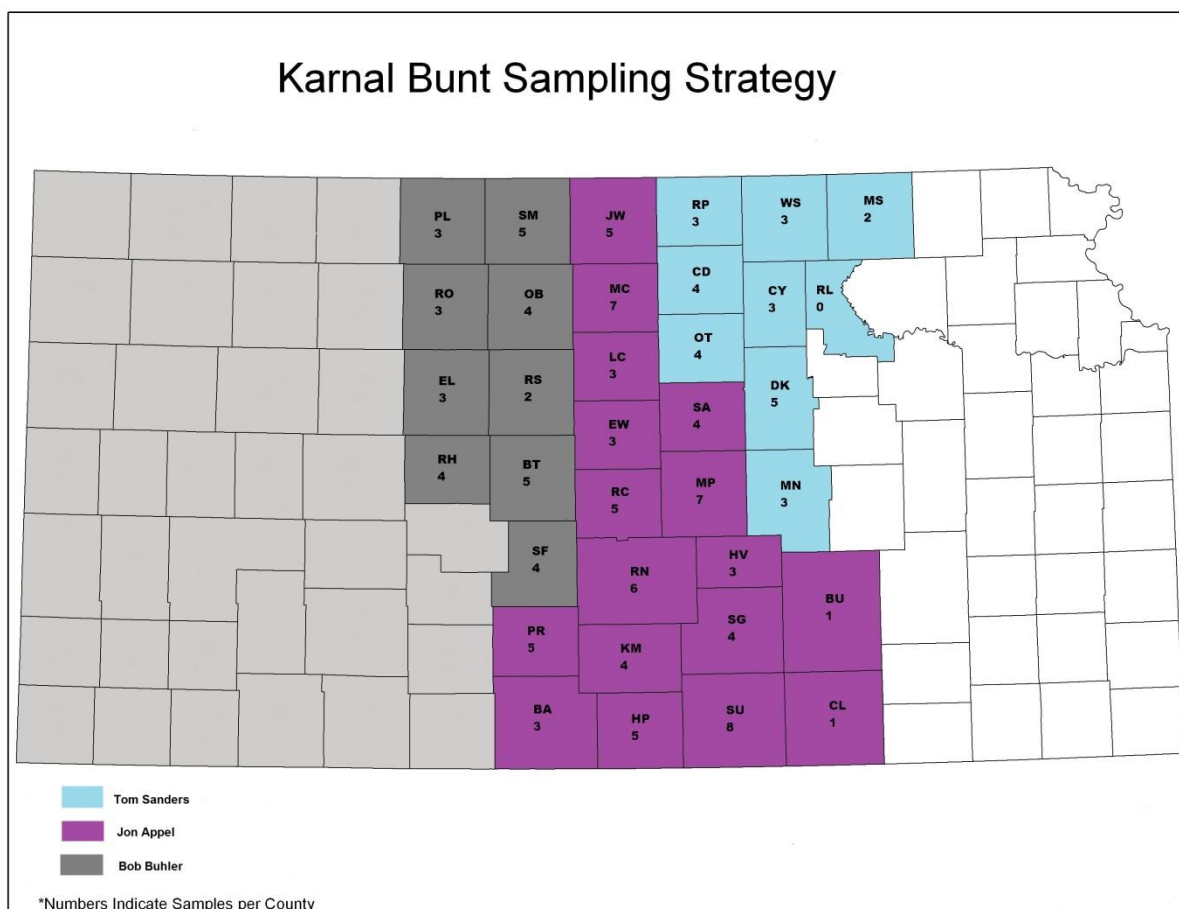 Karnal Bunt Sampling Strategy
PL
3
SM
5
JW
5
RP
3
WS
3
MS
2
RO
3
OB
4
MC
7
CD
4
CY
3
RL
0
LC
3
OT
4
EL
3
RS
2
DK
5
SA
4
EW
3
RH
4
BT
5
RC
5
MP
7
MN
3
SF
4
RN
6
HV
3
BU
1
PR
5
KM
4
SG
4
BA
3
HP
5
SU
8
CL
1
Tom Sanders
Jon Appel
Bob Buhler
*Numbers Indicate Samples per County